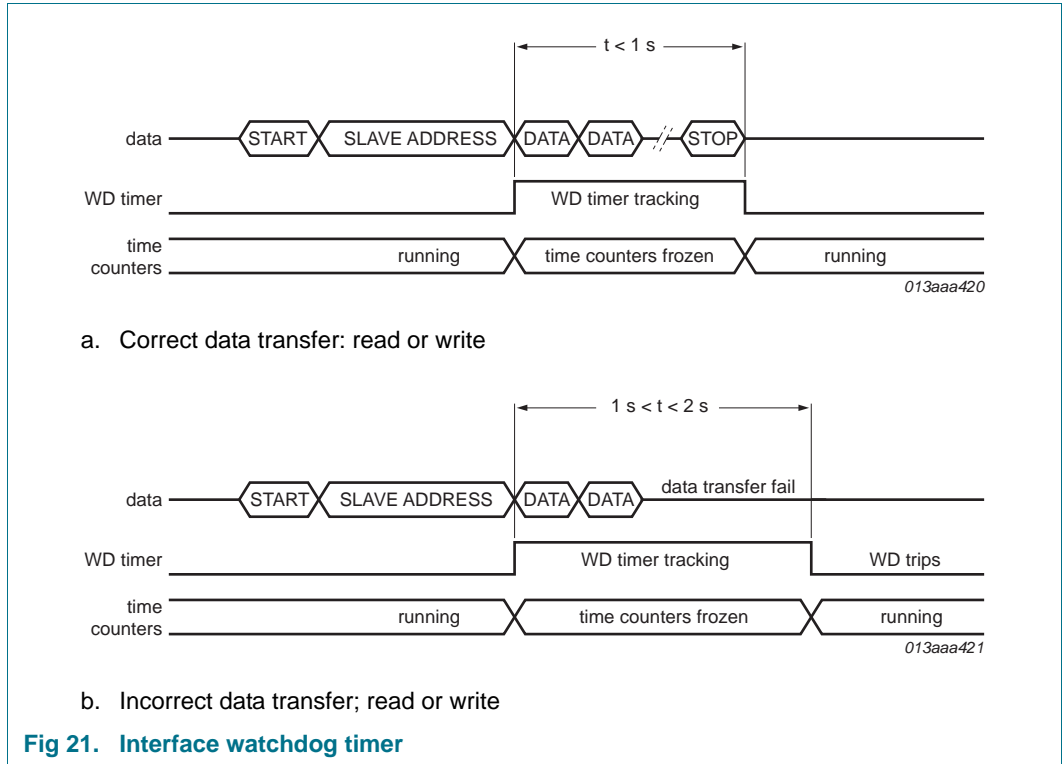 t < 1 s
data START SLAVE ADDRESS DATA DATA STOP
WD timer WD timer tracking
time
counters
running time counters frozen running
013aaa420
a. Correct data transfer: read or write
1 s < t < 2 s
data START SLAVE ADDRESS DATA DATA data transfer fail
WD timer WD timer tracking WD trips
time
counters
running time counters frozen running
013aaa421
b. Incorrect data transfer; read or write
Fig 21. Interface watchdog timer